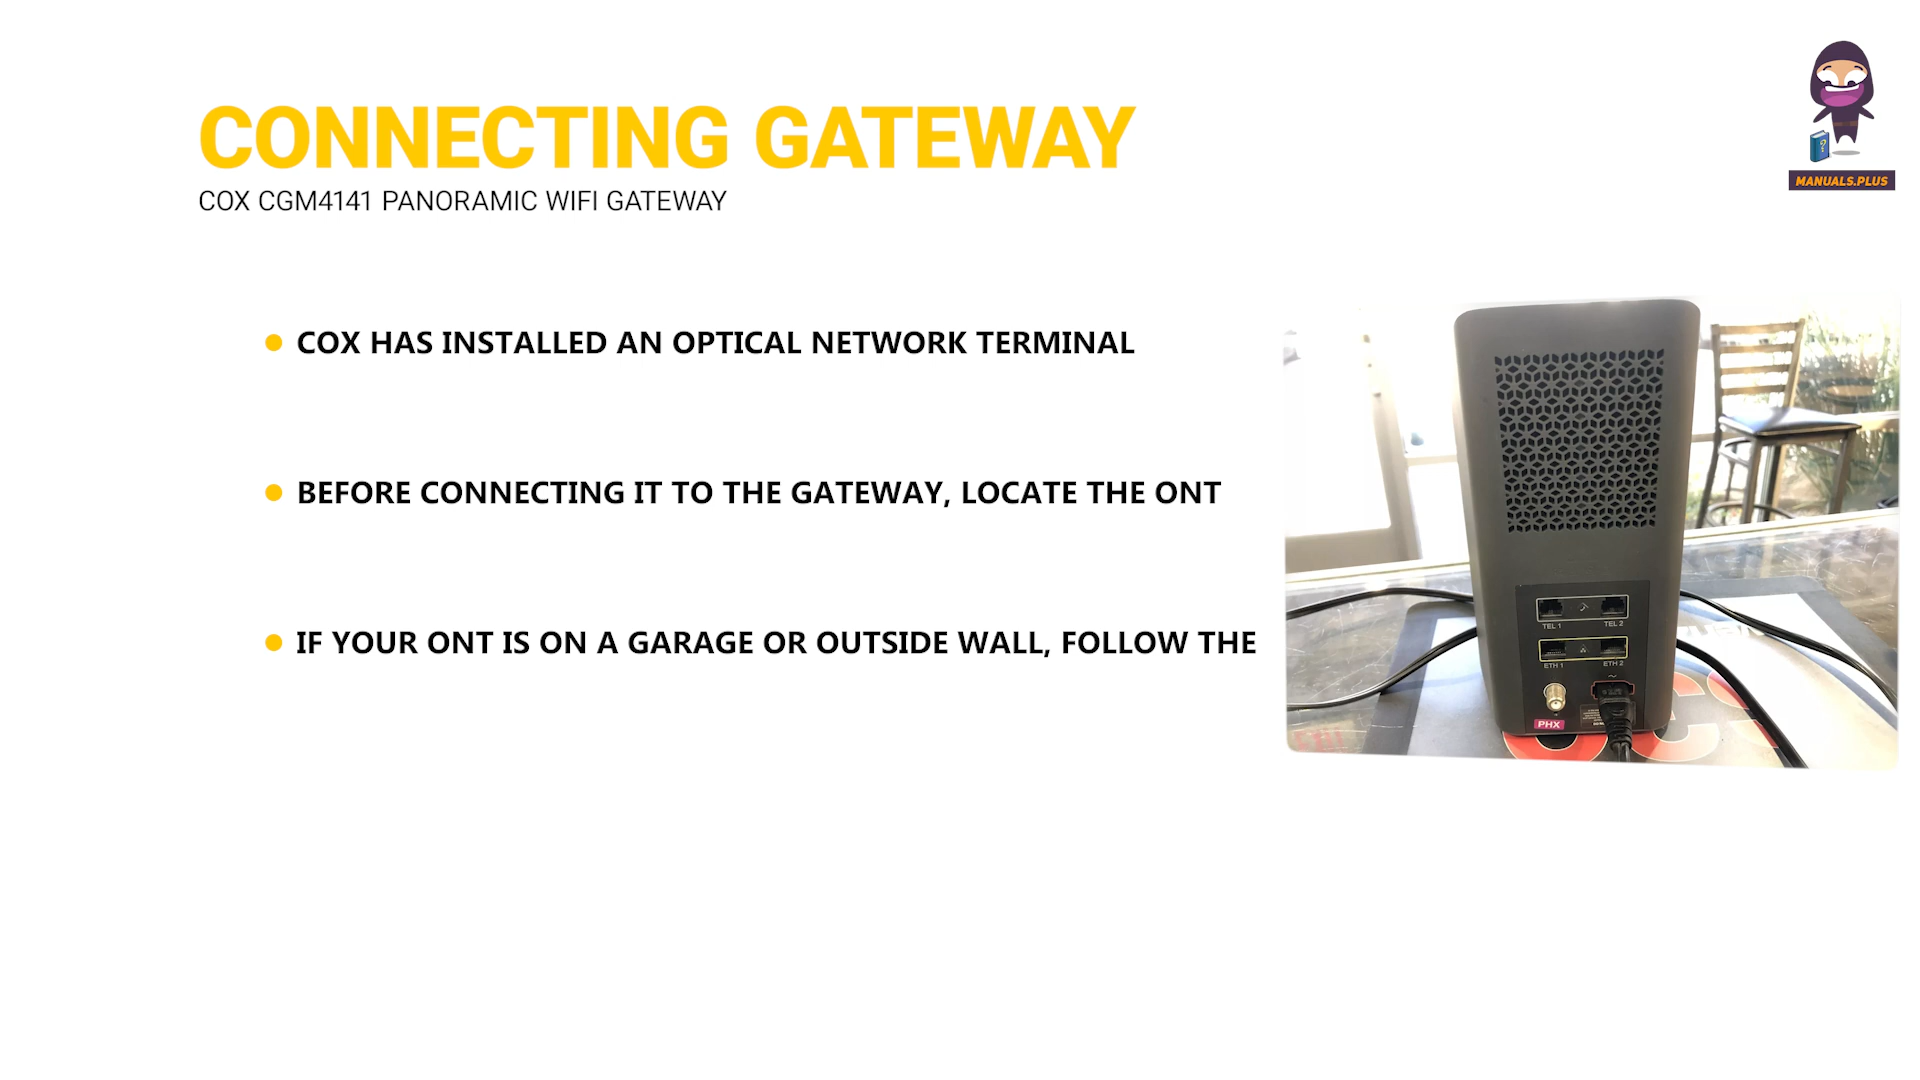 CONNECTING GATEWAY
COX CGM4141 PANORAMIC WIFI GATEWAY
MANUALS.PLUS
COX HAS INSTALLED AN OPTICAL NETWORK TERMINAL
BEFORE CONNECTING IT TO THE GATEWAY, LOCATE THE ONT
IF YOUR ONT IS ON A GARAGE OR OUTSIDE WALL, FOLLOW THE
TEL 1 TEL 2
ETH 1 ETH 2
PHX